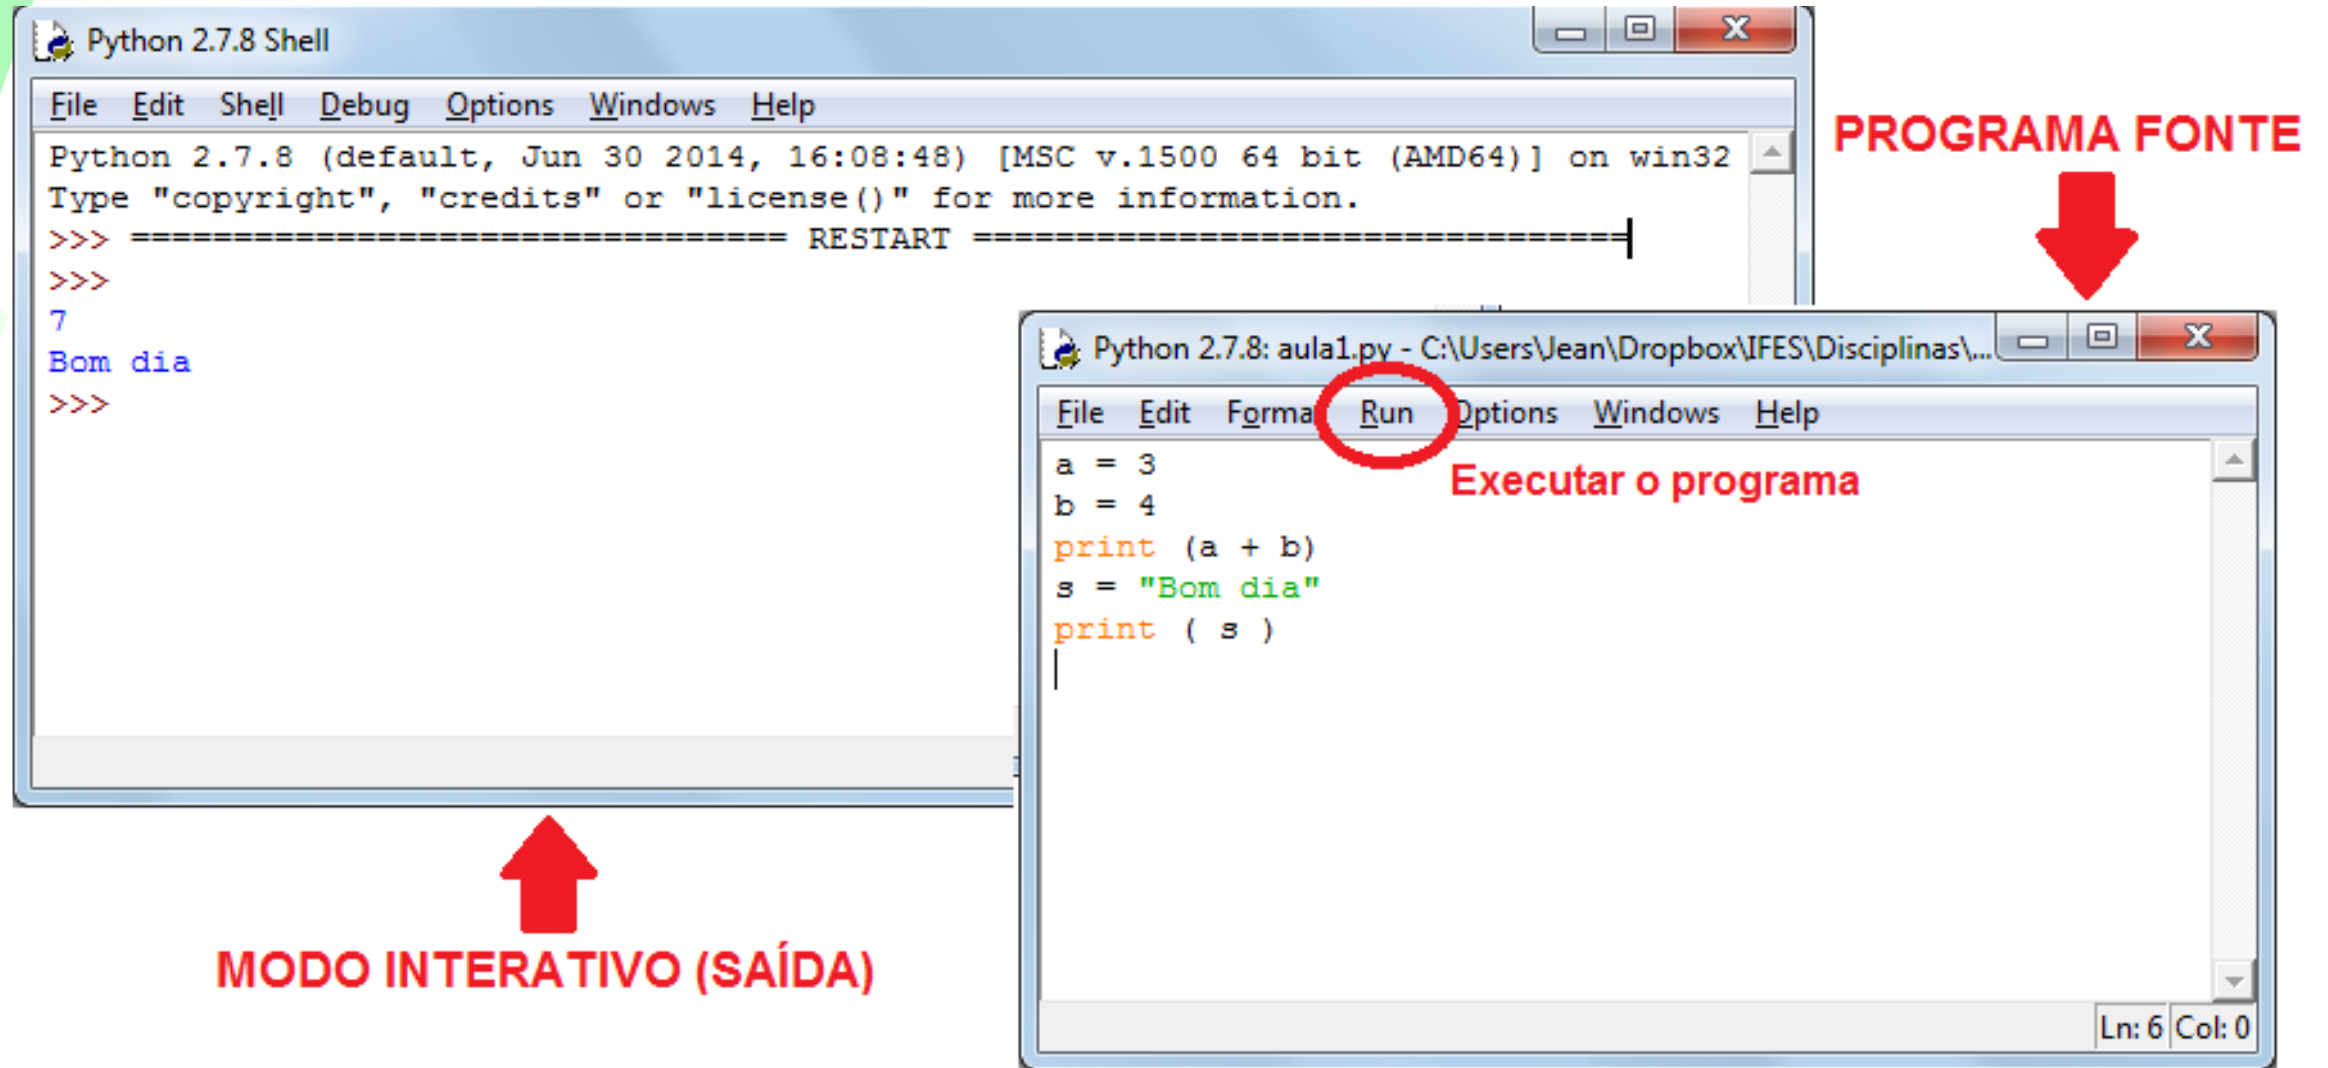 Python 2.7.8 Shell
File Edit Shell Debug Options Windows Help
Python 2.7.8 (default, Jun 30 2014, 16:08:48) [MSC v.1500 64 bit (AMD64)] on win32
Type "copyright", "credits" or "license()" for more information.
>>> ================================ RESTART ================================
>>>
7
Bom dia
>>>
MODO INTERATIVO (SAÍDA)
PROGRAMA FONTE
Python 2.7.8: aula1.py - C:\Users\Jean\Dropbox\IFES\Disciplinas\...
File Edit Forma Run Options Windows Help
Executar o programa
a = 3
b = 4
print (a + b)
s = "Bom dia"
print ( s )
Ln: 6 Col: 0